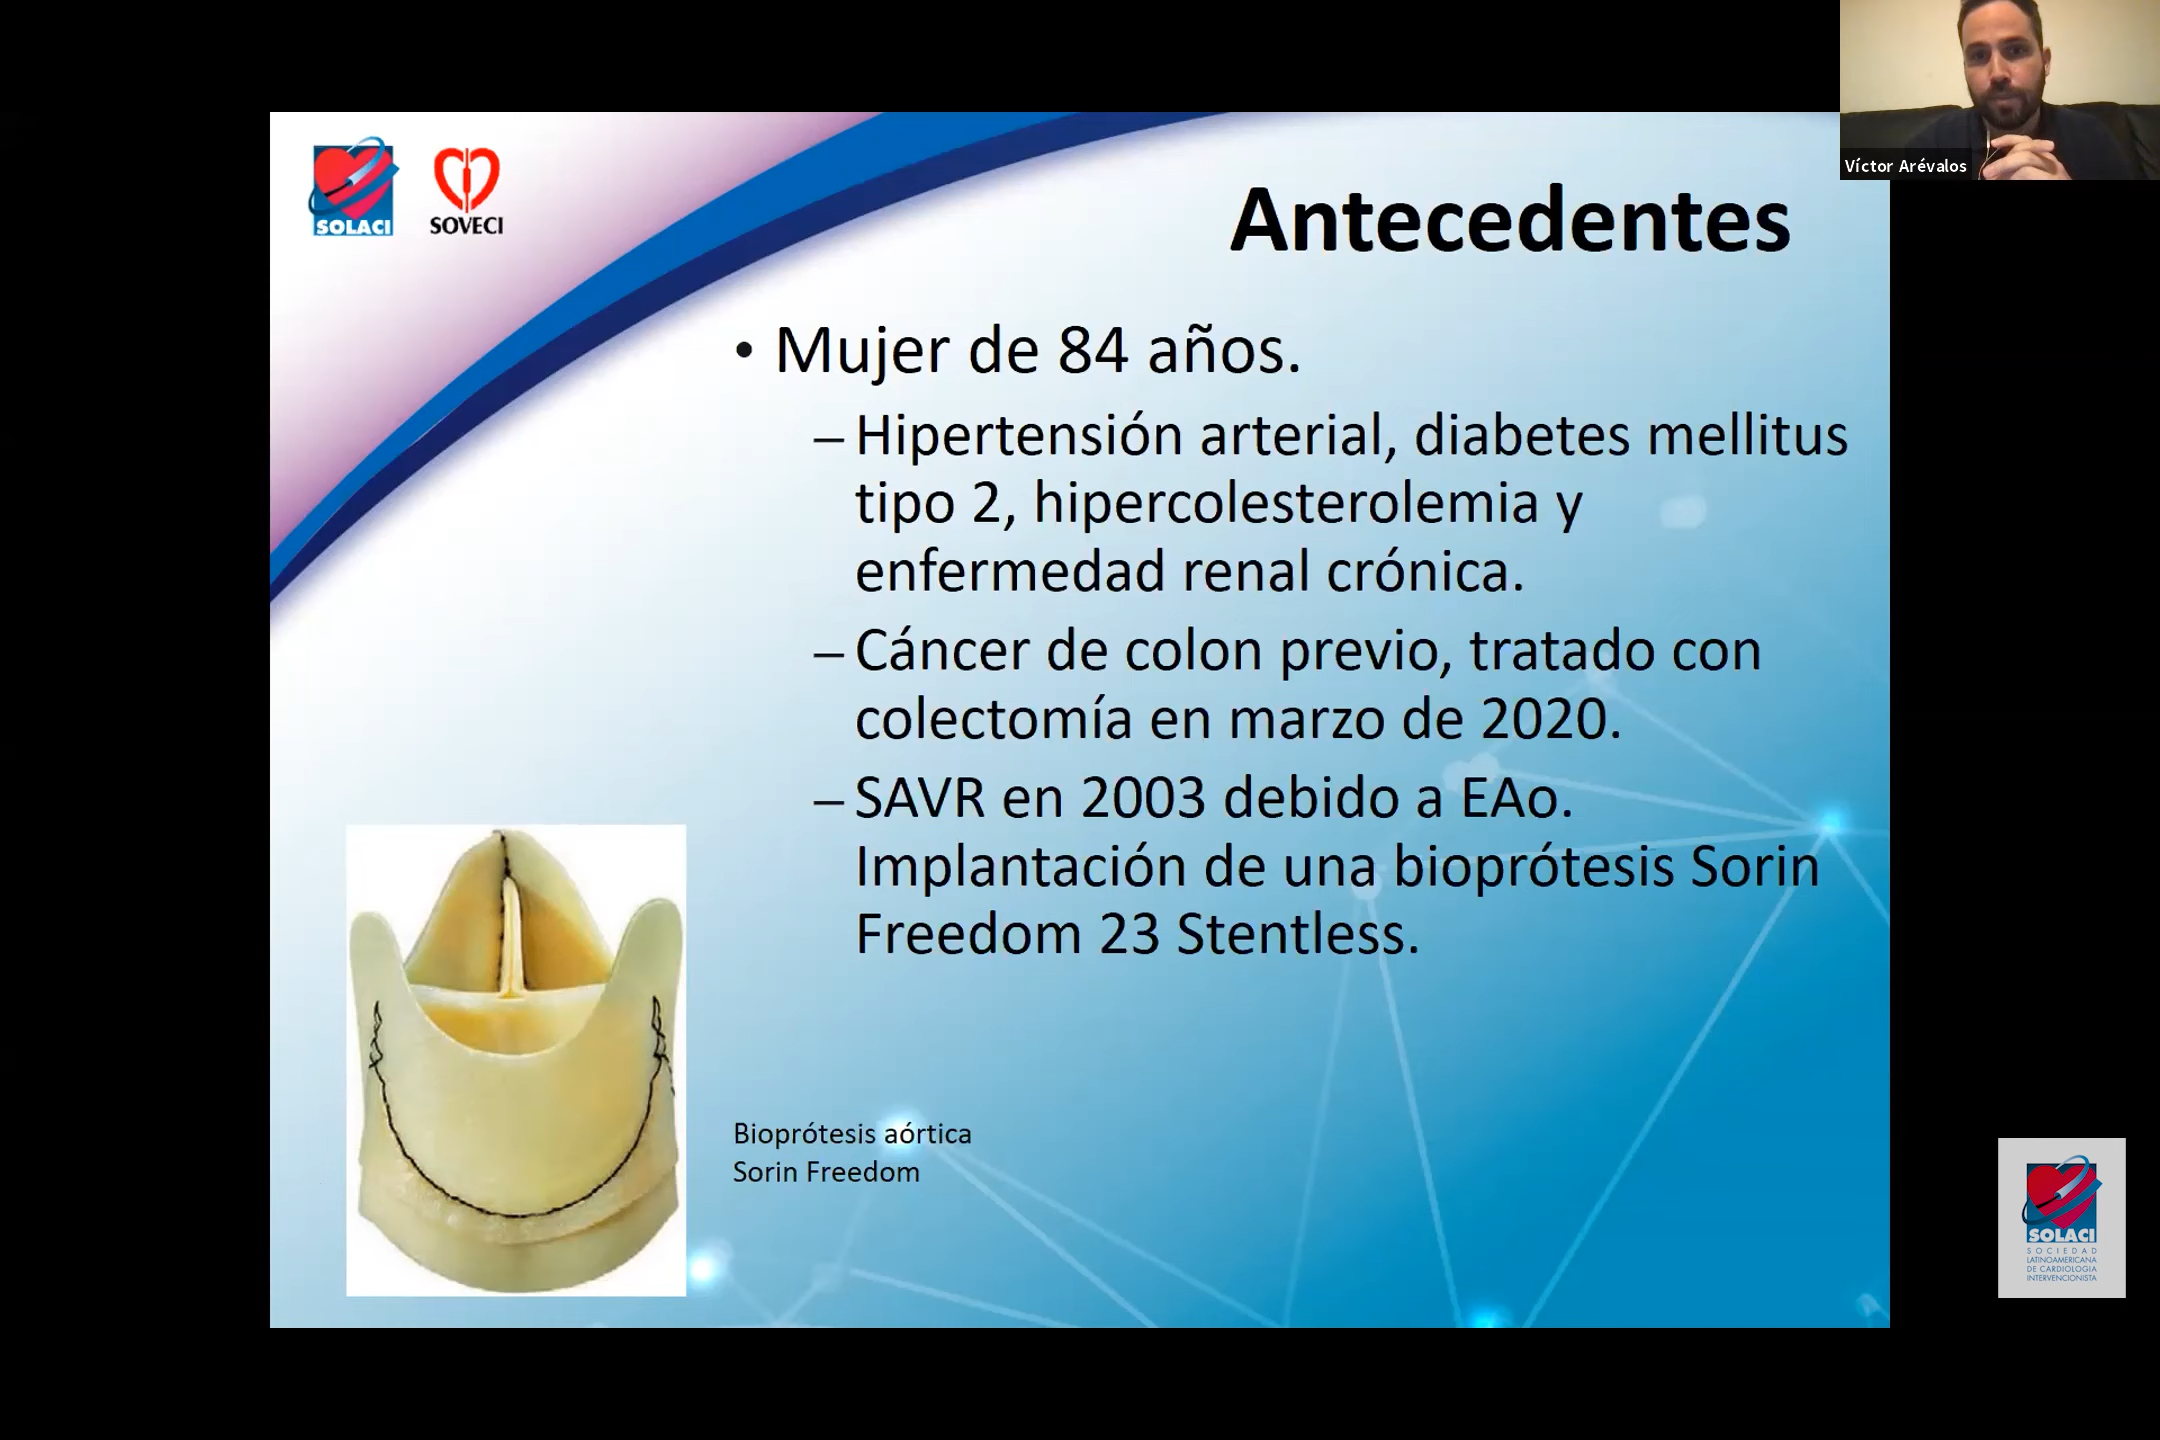 Víctor Arévalos
SOLACI
SOVECI
Antecedentes
• Mujer de 84 años.
– Hipertensión arterial, diabetes mellitus
tipo 2, hipercolesterolemia y
enfermedad renal crónica.
– Cáncer de colon previo, tratado con
colectomía en marzo de 2020.
– SAVR en 2003 debido a EAo.
Implantación de una bioprótesis Sorin
Freedom 23 Stentless.
Bioprótesis aórtica
Sorin Freedom
SOLACI
SOCIEDAD
LATINOAMERICANA
DE CARDIOLOGIA
INTERVENCIONISTA